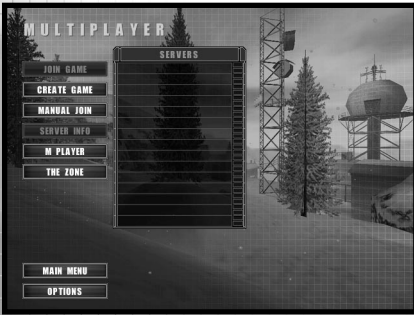 MULTIPLAYER
SERVERS
JOIN GAME
CREATE GAME
MANUAL JOIN
SERVER INFO
M PLAYER
THE ZONE
MAIN MENU
OPTIONS